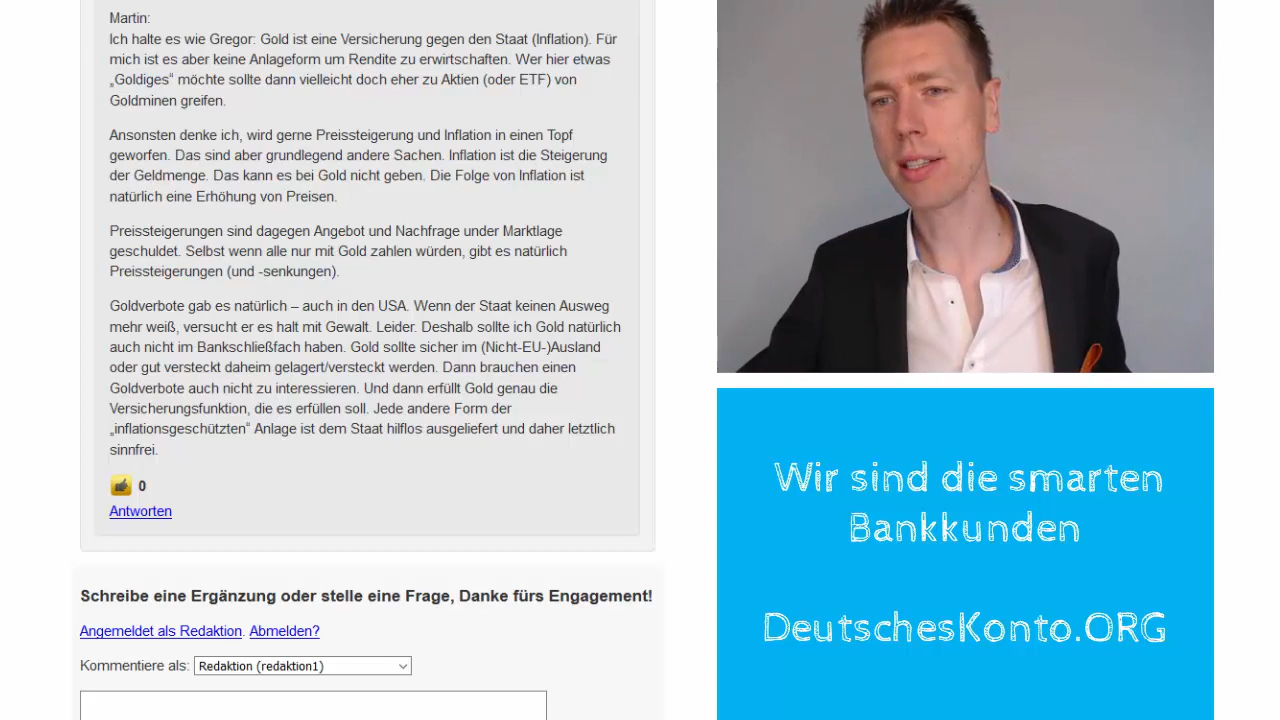 Martin:
Ich halte es wie Gregor: Gold ist eine Versicherung gegen den Staat (Inflation). Für
mich ist es aber keine Anlageform um Rendite zu erwirtschaften. Wer hier etwas
„Goldiges“ möchte sollte dann vielleicht doch eher zu Aktien (oder ETF) von
Goldminen greifen.
Ansonsten denke ich, wird gerne Preissteigerung und Inflation in einen Topf
geworfen. Das sind aber grundlegend andere Sachen. Inflation ist die Steigerung
der Geldmenge. Das kann es bei Gold nicht geben. Die Folge von Inflation ist
natürlich eine Erhöhung von Preisen.
Preissteigerungen sind dagegen Angebot und Nachfrage under Marktlage
geschuldet. Selbst wenn alle nur mit Gold zahlen würden, gibt es natürlich
Preissteigerungen (und -senkungen).
Goldverbote gab es natürlich – auch in den USA. Wenn der Staat keinen Ausweg
mehr weiß, versucht er es halt mit Gewalt. Leider. Deshalb sollte ich Gold natürlich
auch nicht im Bankschließfach haben. Gold sollte sicher im (Nicht-EU-)Ausland
oder gut versteckt daheim gelagert/versteckt werden. Dann brauchen einen
Goldverbote auch nicht zu interessieren. Und dann erfüllt Gold genau die
Versicherungsfunktion, die es erfüllen soll. Jede andere Form der
„inflationsgeschützten“ Anlage ist dem Staat hilflos ausgeliefert und daher letztlich
sinnfrei.
0
Antworten
Schreibe eine Ergänzung oder stelle eine Frage, Danke fürs Engagement!
Angemeldet als Redaktion. Abmelden?
Kommentiere als: Redaktion (redaktion1)
Wir sind die smarten
Bankkunden
DeutschesKonto.ORG